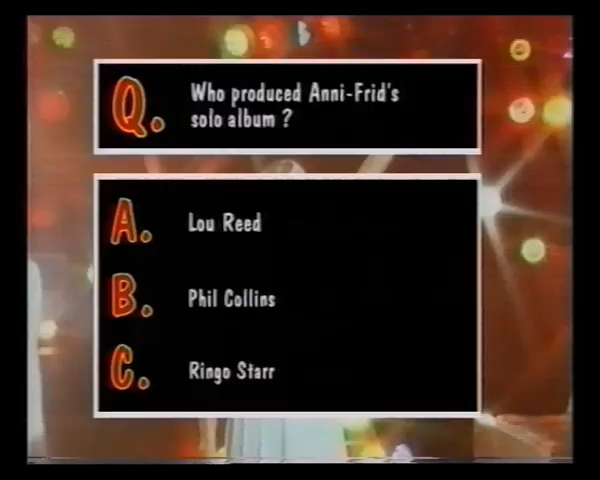 Q. Who produced Anni-Frid's
solo album ?
A. Lou Reed
B. Phil Collins
C. Ringo Starr